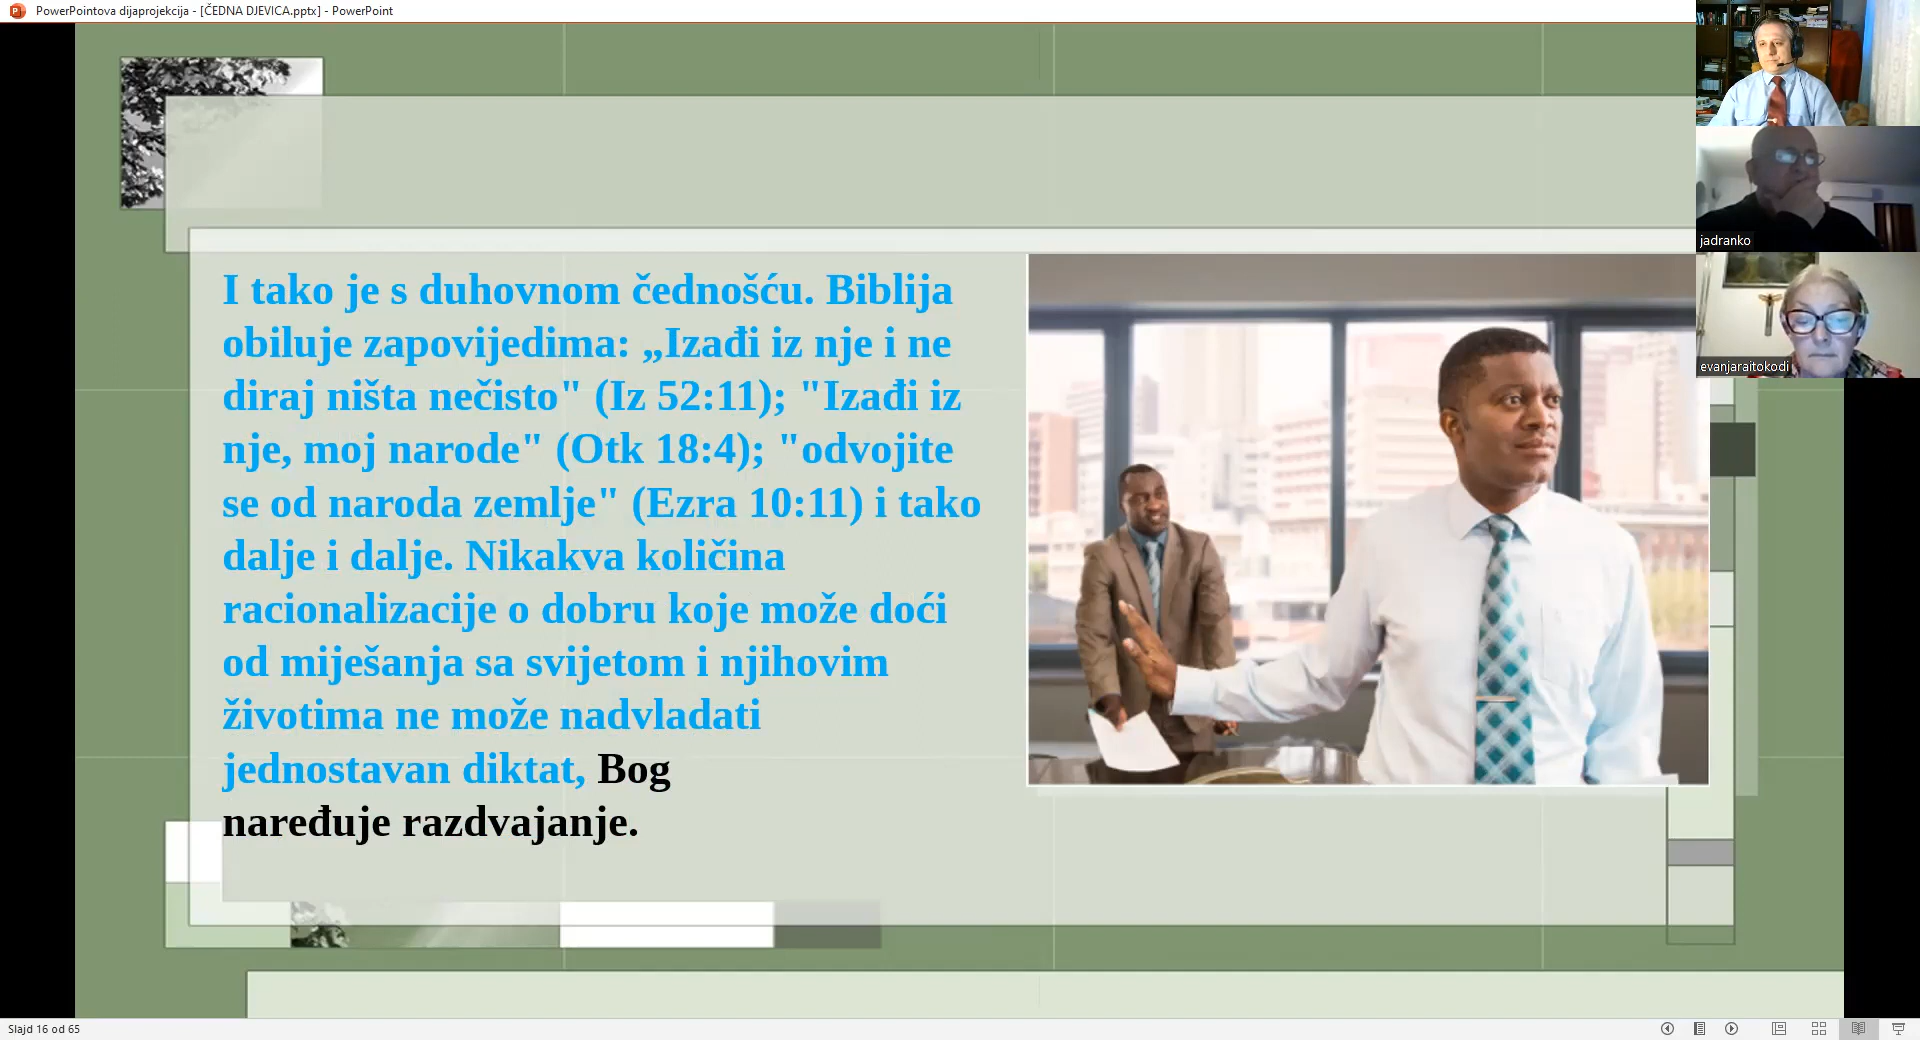 PowerPointova dijaprojekcija - [ČEDNA DJEVICA.pptx] - PowerPoint
I tako je s duhovnom čednošću. Biblija
obiluje zapovijedima: „Izađi iz nje i ne
diraj ništa nečisto" (Iz 52:11); "Izađi iz
nje, moj narode" (Otk 18:4); "odvojite
se od naroda zemlje" (Ezra 10:11) i tako
dalje i dalje. Nikakva količina
racionalizacije o dobru koje može doći
od miješanja sa svijetom i njihovim
životima ne može nadvladati
jednostavan diktat, Bog
naređuje razdvajanje.
jadranko
evanjaraitokodi
Slajd 16 od 65